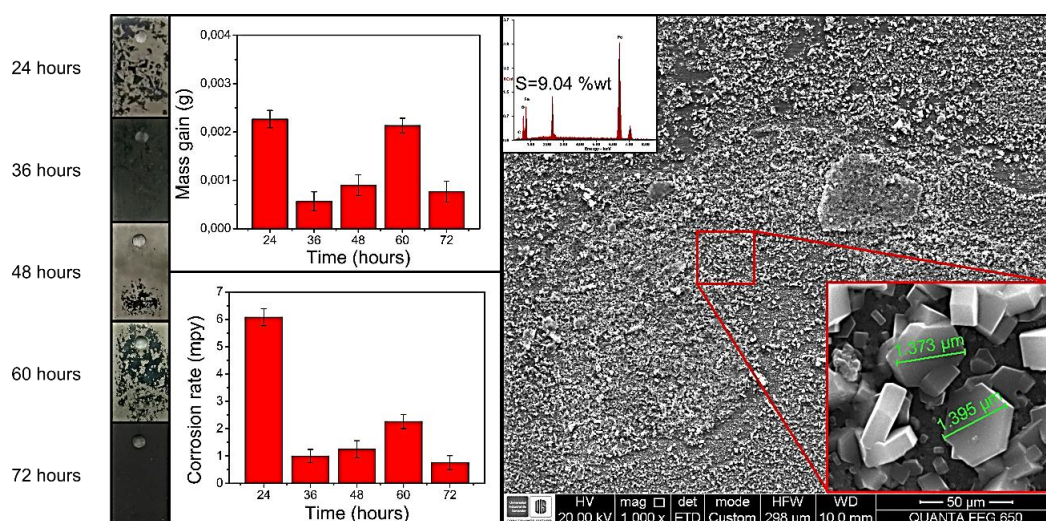 24 hours
36 hours
48 hours
60 hours
72 hours
Mass gain (g)
0,004
0,003
0,002
0,001
0,000
24 36 48 60 72
Time (hours)
Corrosion rate (mpy)
7
6
5
4
3
2
1
0
24 36 48 60 72
Time (hours)
S=9.04 %wt
Fe
Fe
O
Energy - keV
1.373 µm
1.395 µm
HV mag det mode HFW WD 50 µm
20.00 kV 1 000 x ETD Custom 298 µm 10.0 mm QUANTA FEG 650